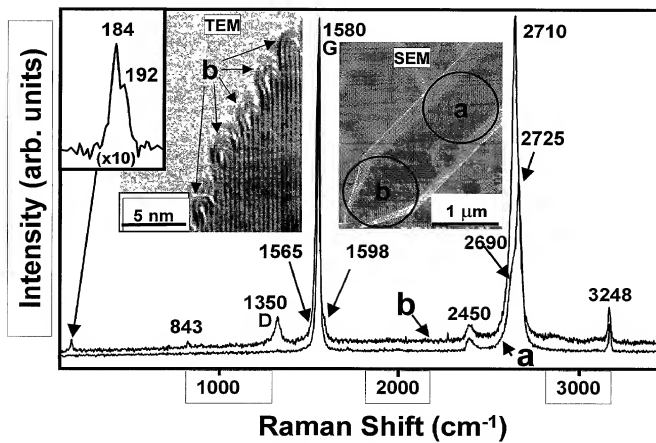 184
192
(x10)
TEM
b
5 nm
1580
G
SEM
a
b
1 µm
2710
2725
2690
1565
1598
1350
D
843
b
2450
a
3248
Intensity (arb. units)
1000
2000
3000
Raman Shift (cm-1)